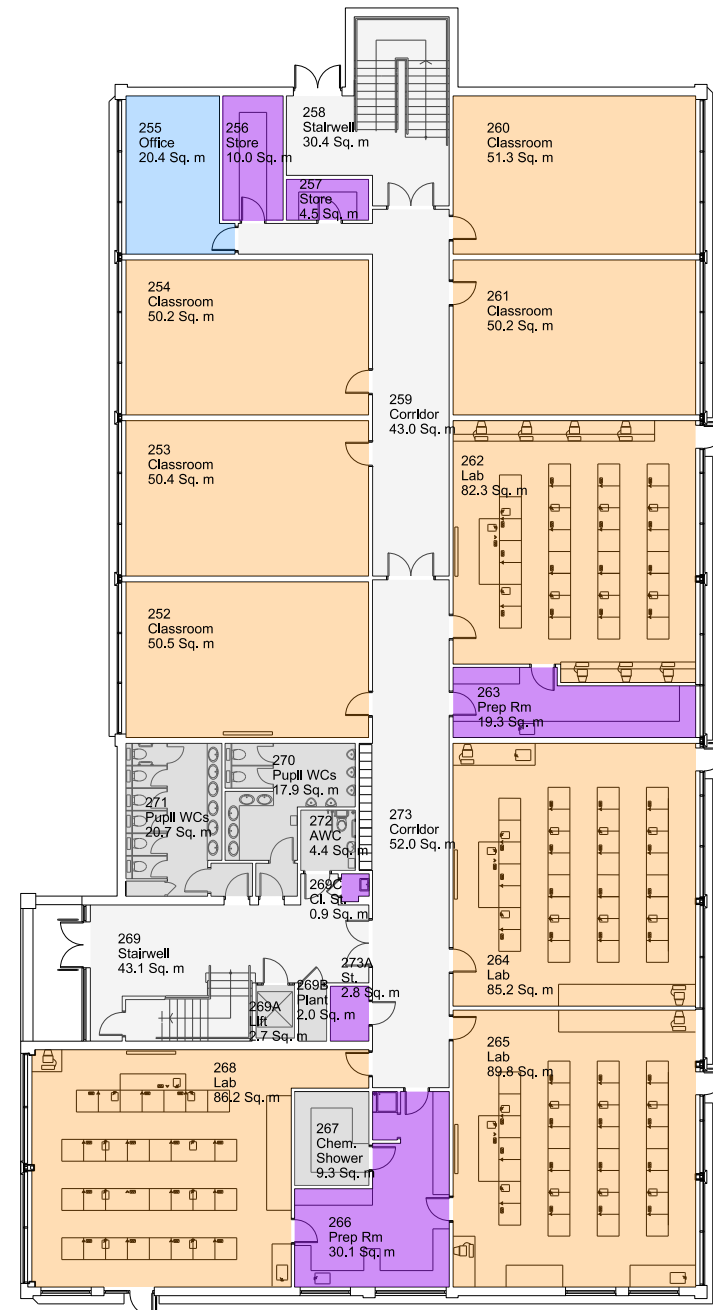 255
Office
20.4 Sq. m
256
Store
10.0 Sq. m
258
Stairwell
30.4 Sq. m
257
Store
4.5 Sq. m
260
Classroom
51.3 Sq. m
254
Classroom
50.2 Sq. m
261
Classroom
50.2 Sq. m
259
Corridor
43.0 Sq. m
253
Classroom
50.4 Sq. m
262
Lab
82.3 Sq. m
252
Classroom
50.5 Sq. m
263
Prep Rm
19.3 Sq. m
270
Pupil WCs
17.9 Sq. m
271
Pupil WCs
20.7 Sq. m
272
AWC
4.4 Sq. m
273
Corridor
52.0 Sq. m
269C
Cl. St.
0.9 Sq. m
269
Stairwell
43.1 Sq. m
273A
St.
2.8 Sq. m
269B
Plant
2.0 Sq. m
269A
Lift
2.7 Sq. m
264
Lab
85.2 Sq. m
268
Lab
86.2 Sq. m
265
Lab
89.8 Sq. m
267
Chem.
Shower
9.3 Sq. m
266
Prep Rm
30.1 Sq. m